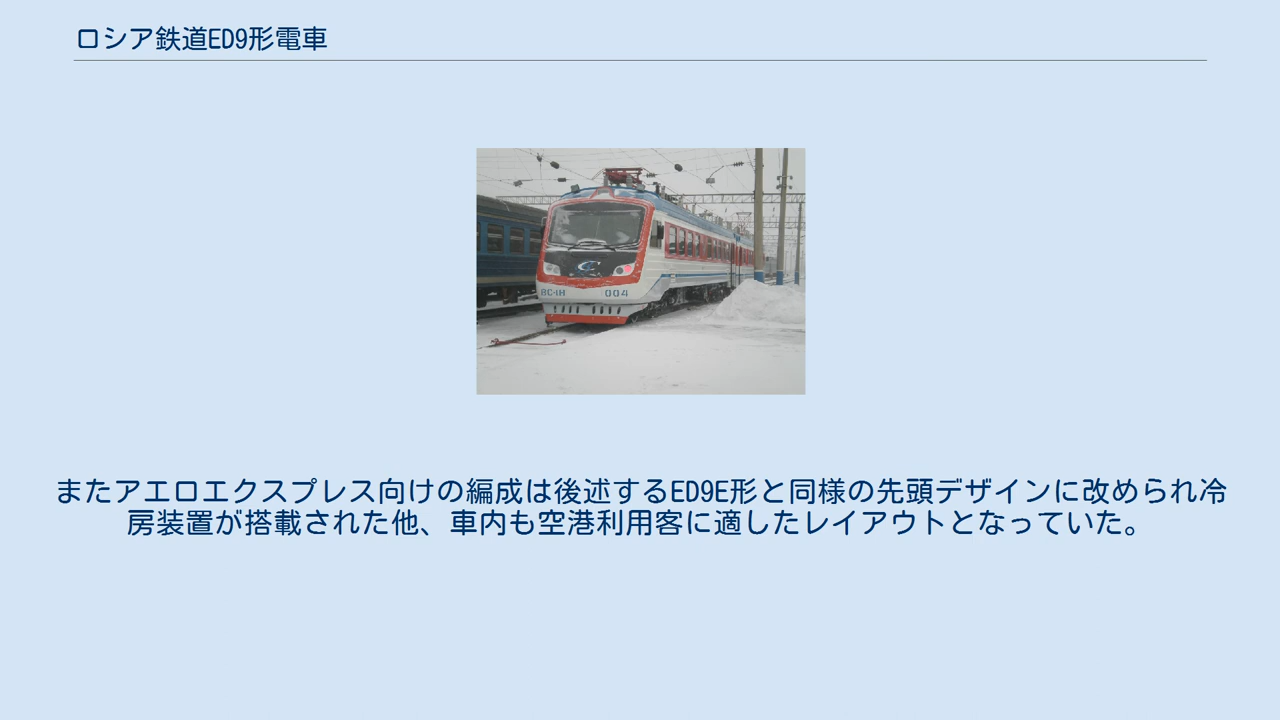 ロシア鉄道ED9形電車
ВС-1Н 004
またアエロエクスプレス向けの編成は後述するED9E形と同様の先頭デザインに改められ冷
房装置が搭載された他、車内も空港利用客に適したレイアウトとなっていた。